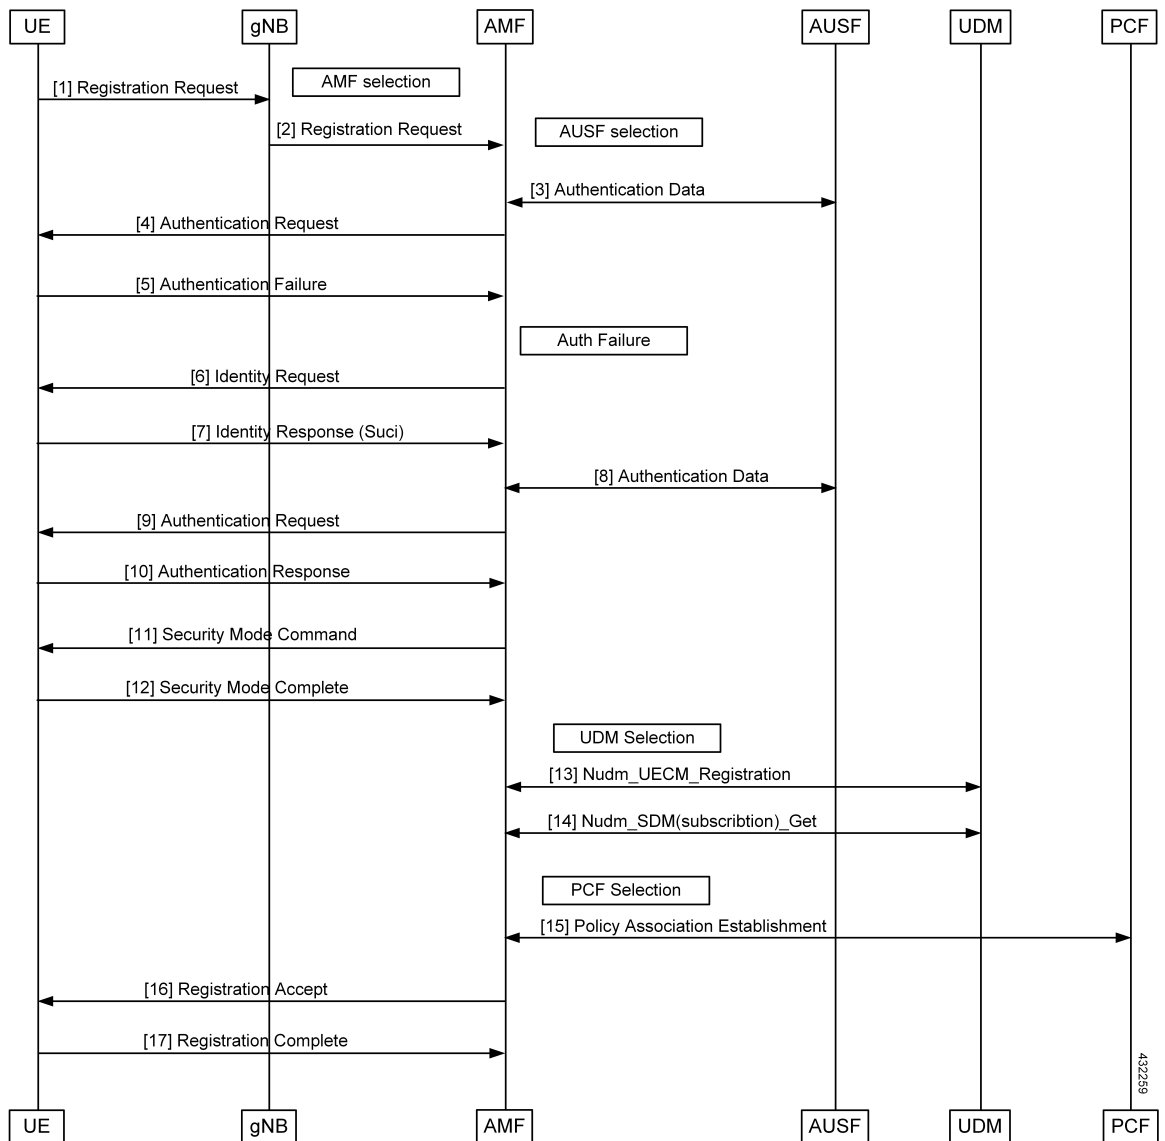 UE
gNB
AMF
AUSF
UDM
PCF
[1] Registration Request
AMF selection
[2] Registration Request
AUSF selection
[3] Authentication Data
[4] Authentication Request
[5] Authentication Failure
Auth Failure
[6] Identity Request
[7] Identity Response (Suci)
[8] Authentication Data
[9] Authentication Request
[10] Authentication Response
[11] Security Mode Command
[12] Security Mode Complete
UDM Selection
[13] Nudm_UECM_Registration
[14] Nudm_SDM(subscribtion)_Get
PCF Selection
[15] Policy Association Establishment
[16] Registration Accept
[17] Registration Complete
432259
UE
gNB
AMF
AUSF
UDM
PCF